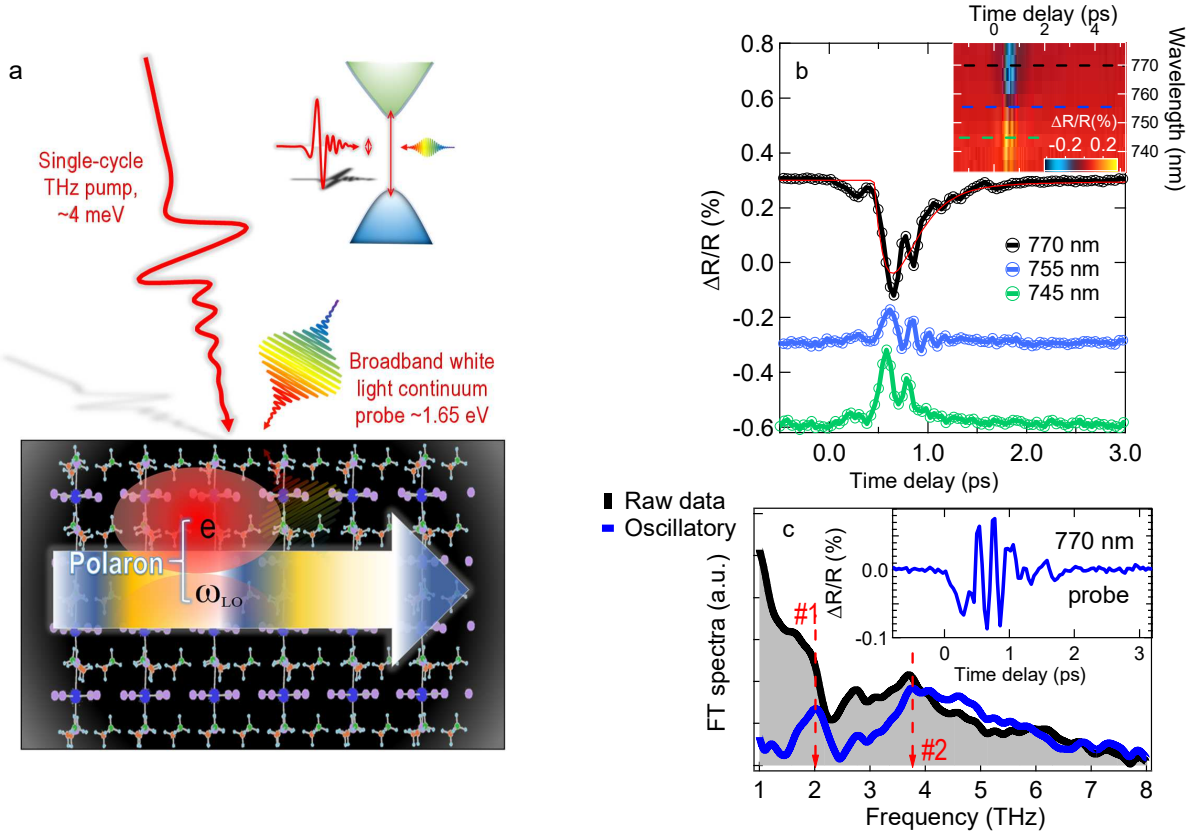 a
Single-cycle
THz pump,
~4 meV
Broadband white
light continuum
probe ~1.65 eV
e
Polaron
ω_LO
b
Time delay (ps)
0 2 4
Wavelength (nm)
770
760
750
740
ΔR/R(%)
-0.2 0.2
ΔR/R (%)
0.8
0.6
0.4
0.2
0.0
-0.2
-0.4
-0.6
770 nm
755 nm
745 nm
0.0 1.0 2.0 3.0
Time delay (ps)
Raw data
Oscillatory
c
FT spectra (a.u.)
#1
#2
ΔR/R (%)
0.0
-0.1
770 nm
probe
0 1 2 3
Time delay (ps)
1 2 3 4 5 6 7 8
Frequency (THz)